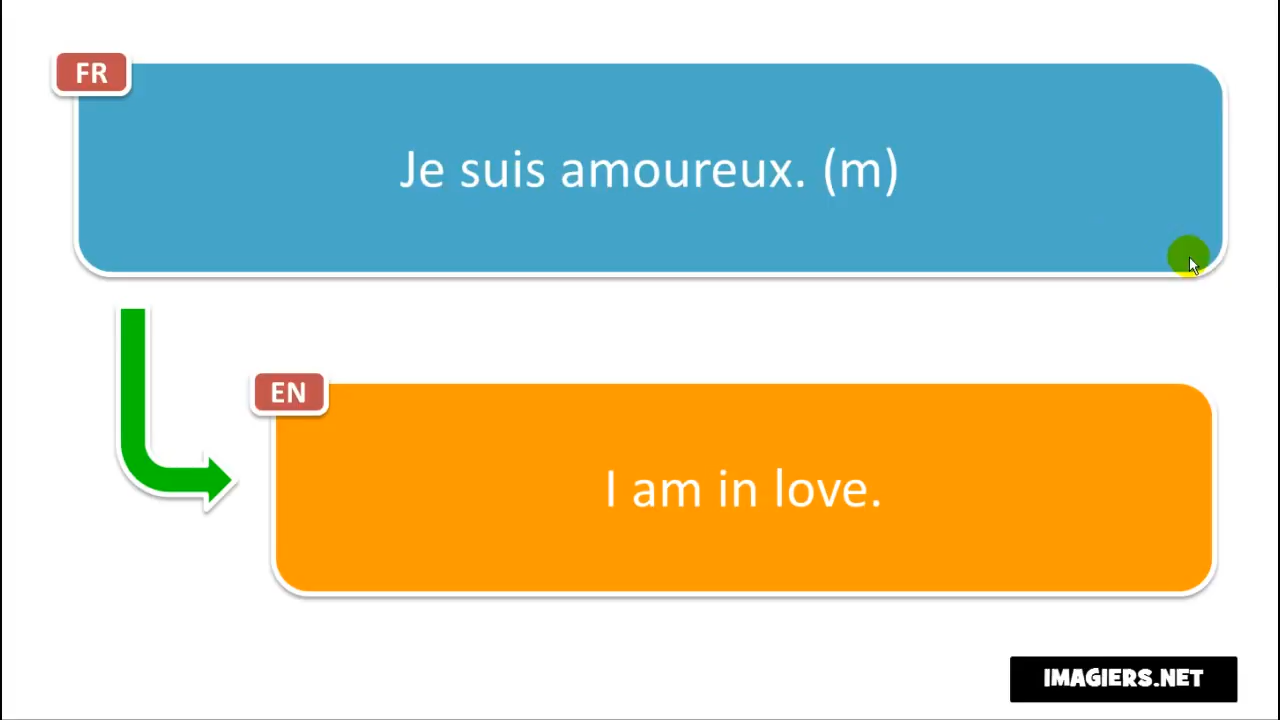 FR
Je suis amoureux. (m)
EN
I am in love.
IMAGIERS.NET